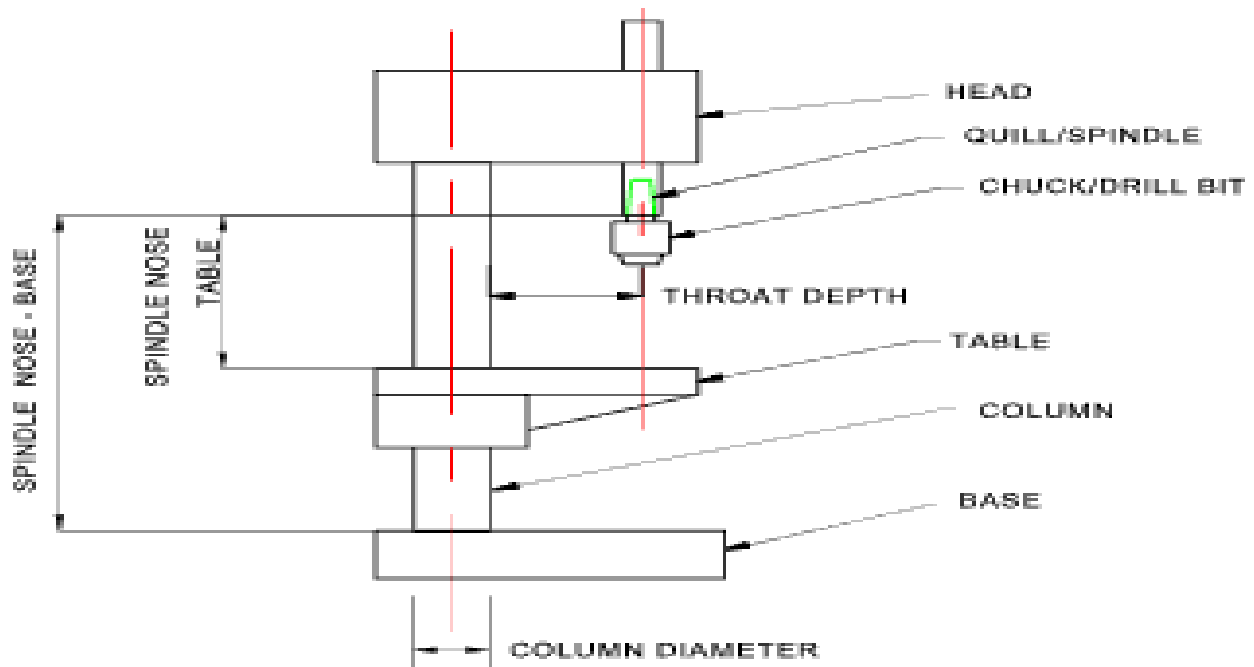 HEAD
QUILL/SPINDLE
CHUCK/DRILL BIT
SPINDLE NOSE - BASE
SPINDLE NOSE
TABLE
THROAT DEPTH
TABLE
COLUMN
BASE
COLUMN DIAMETER